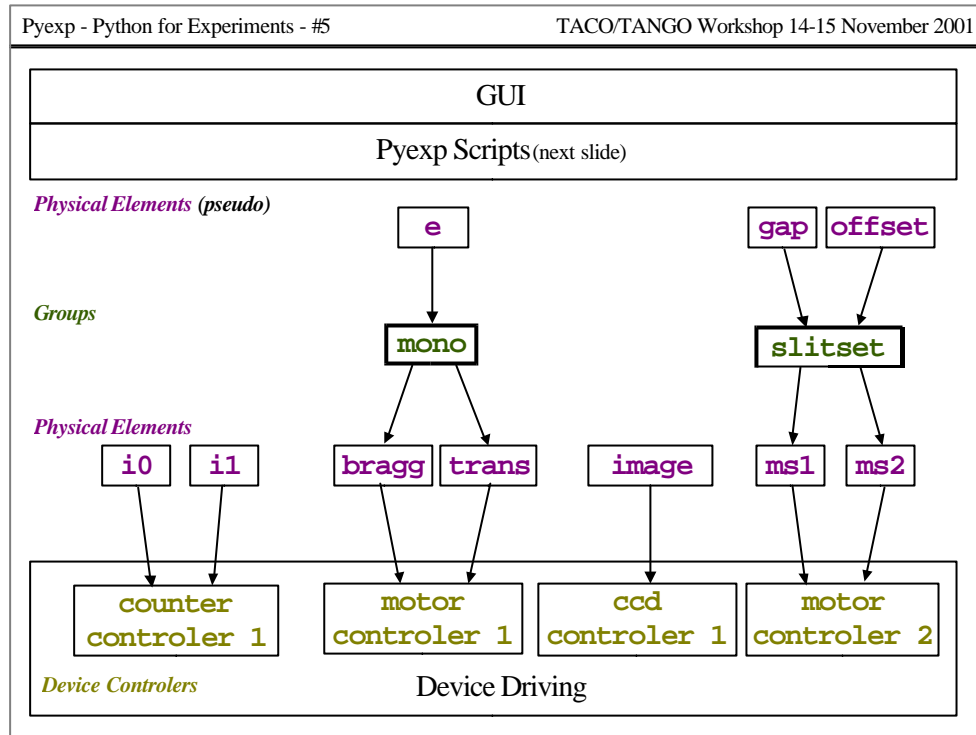 Pyexp - Python for Experiments - #5 TACO/TANGO Workshop 14-15 November 2001
GUI
Pyexp Scripts (next slide)
Physical Elements (pseudo)
e
gap
offset
Groups
mono
slitset
Physical Elements
i0
i1
bragg
trans
image
ms1
ms2
counter
controler 1
motor
controler 1
ccd
controler 1
motor
controler 2
Device Controlers
Device Driving